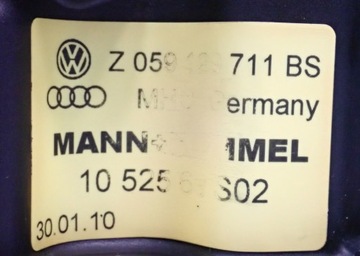 Z 059 711 BS
Germany
MANN+
10 525 S02
30.01.10